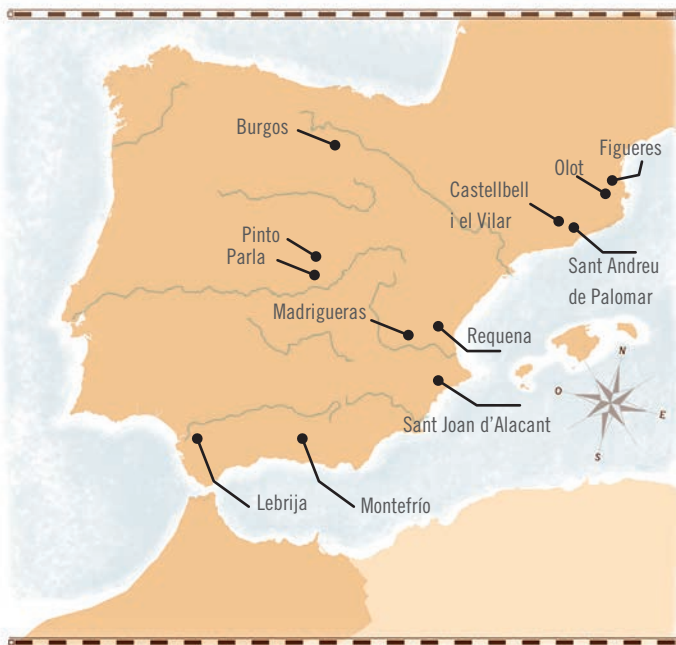 Burgos
Figueres
Olot
Castellbell
i el Vilar
Pinto
Parla
Sant Andreu
de Palomar
Madrigueras
Requena
N
O
E
S
Sant Joan d'Alacant
Lebrija
Montefrío